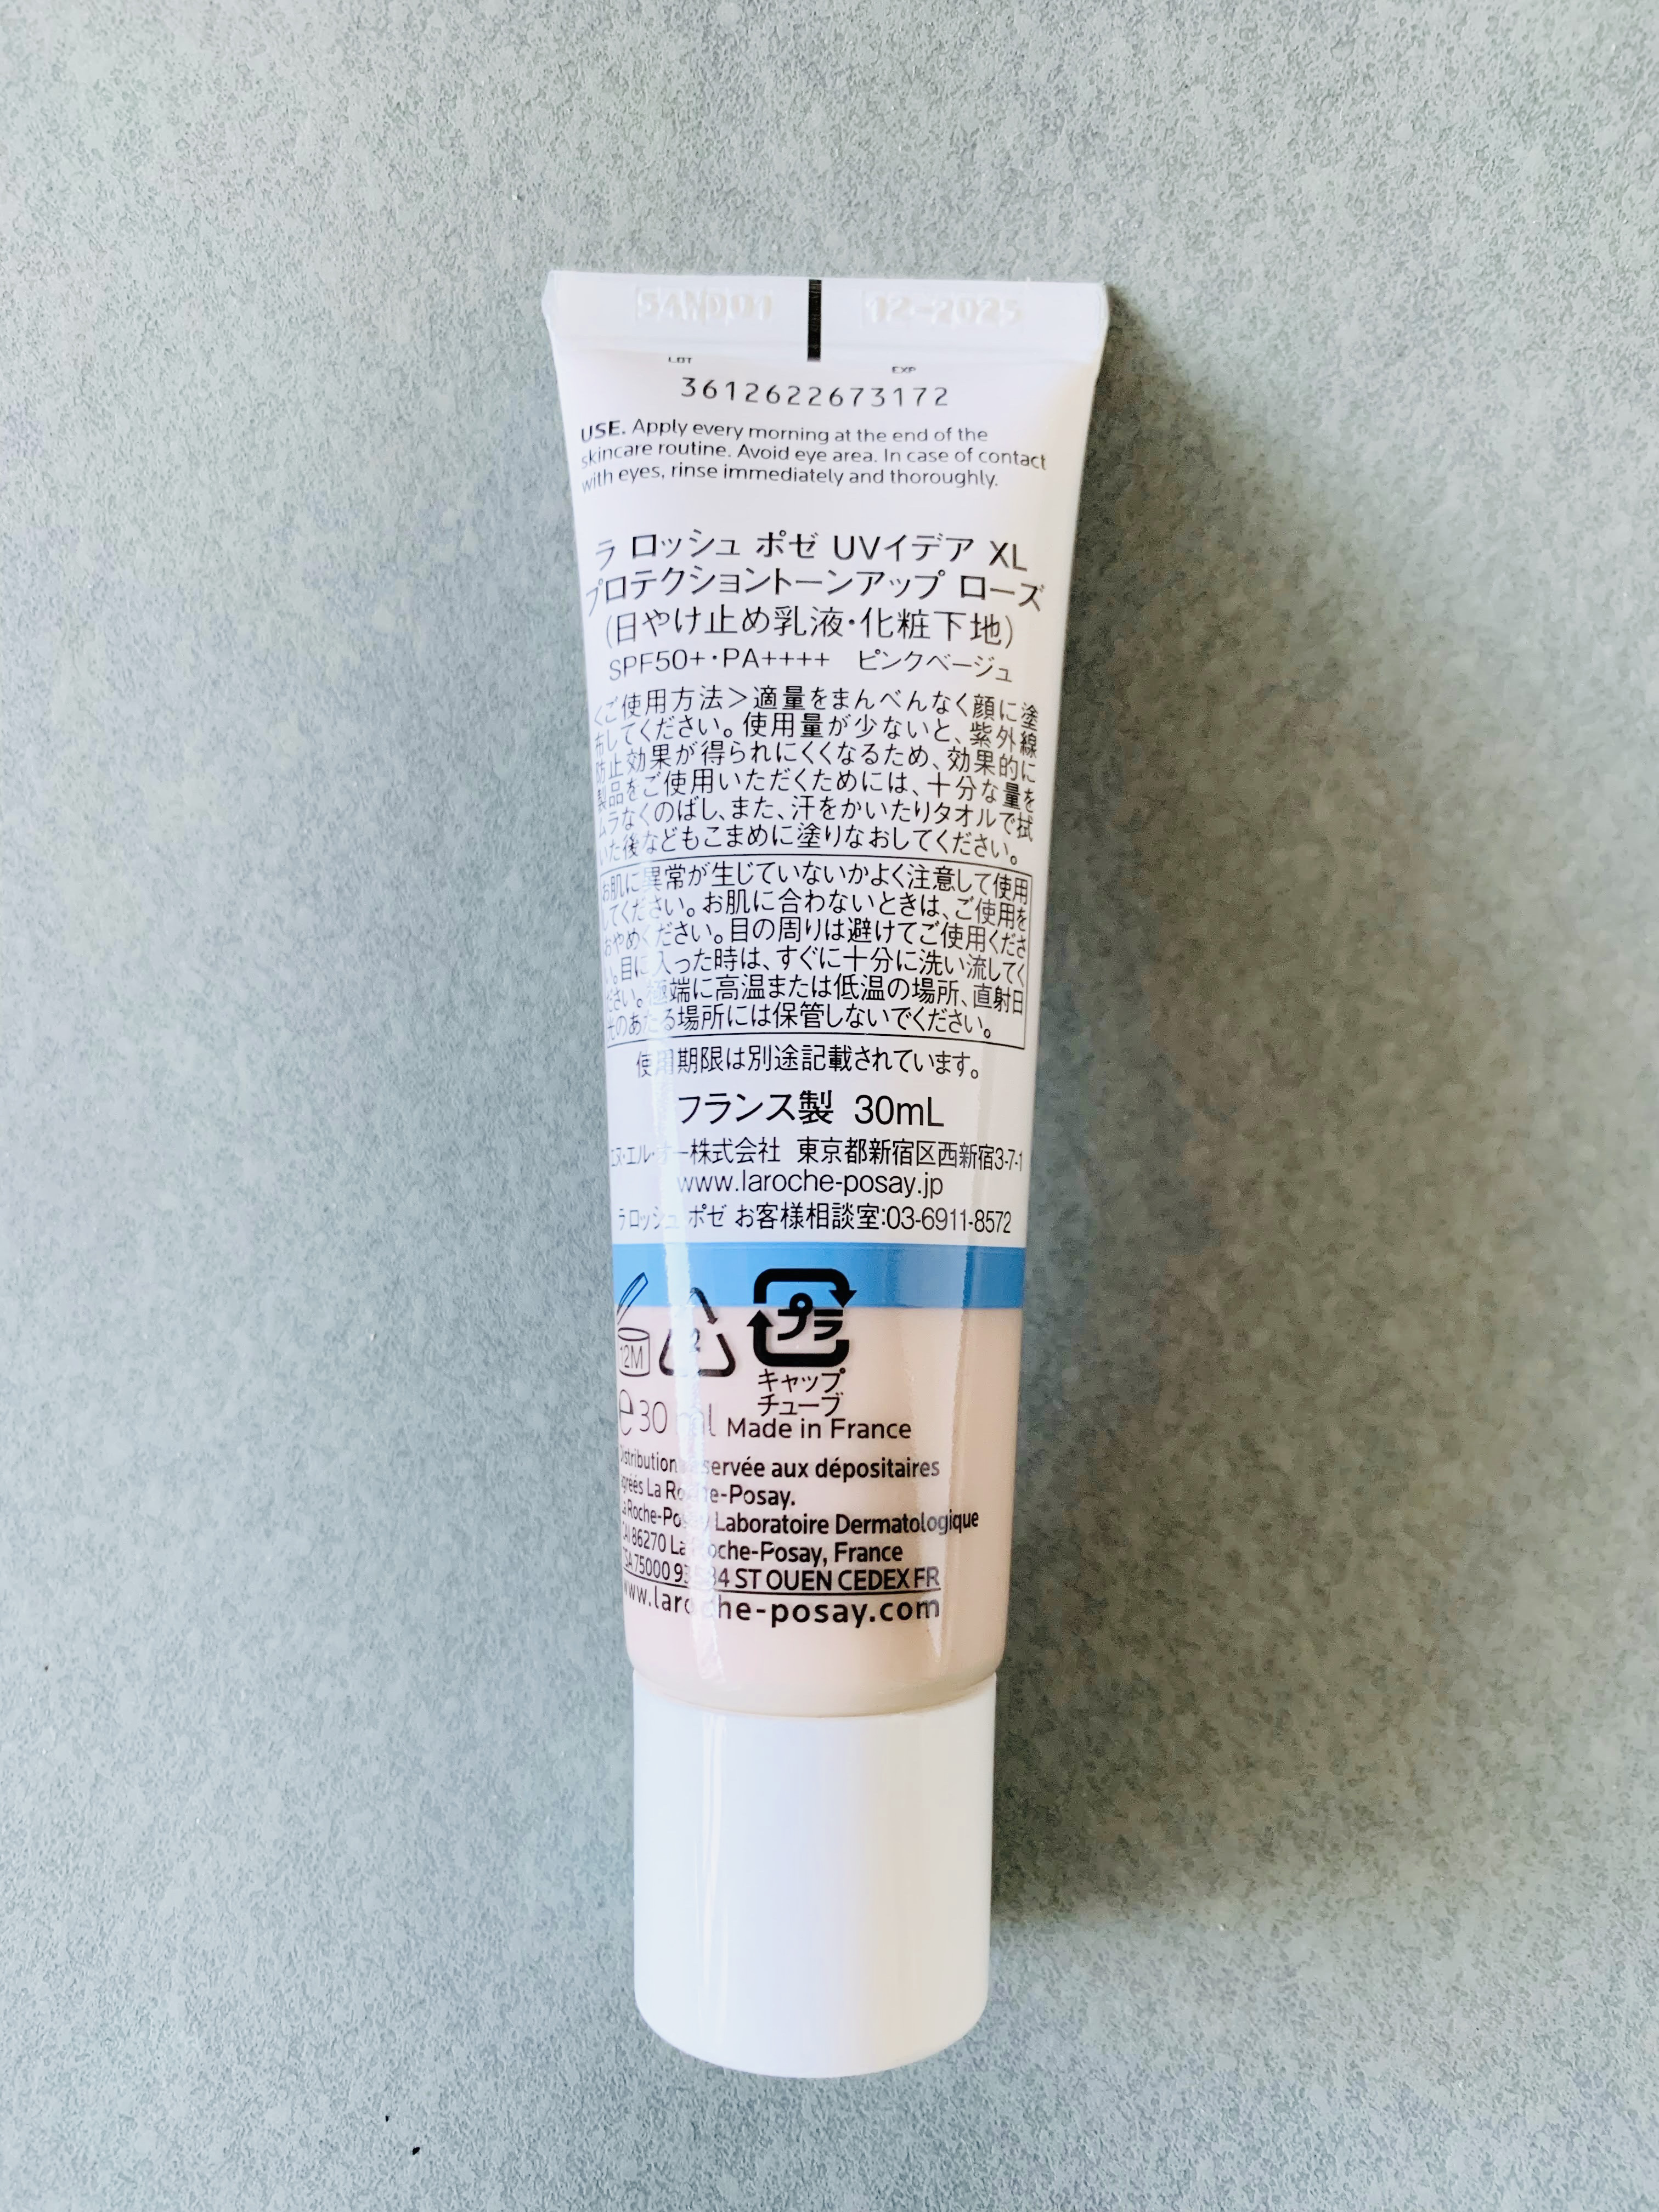 54ND01 12-2025
LOT EXP
3612622673172
USE. Apply every morning at the end of the
skincare routine. Avoid eye area. In case of contact
with eyes, rinse immediately and thoroughly.
ラ ロッシュ ポゼ UVイデア XL
プロテクショントーンアップ ローズ
(日やけ止め乳液・化粧下地)
SPF50+・PA++++ ピンクベージュ
<ご使用方法>適量をまんべんなく顔に塗
布してください。使用量が少ないと、紫外線
防止効果が得られにくくなるため、効果的に
製品をご使用いただくためには、十分な量を
ムラなくのばし、また、汗をかいたりタオルで拭
いた後などもこまめに塗りなおしてください。
お肌に異常が生じていないかよく注意して使用
してください。お肌に合わないときは、ご使用を
おやめください。目の周りは避けてご使用くださ
い。目に入った時は、すぐに十分に洗い流してく
ださい。極端に高温または低温の場所、直射日
光のあたる場所には保管しないでください。
使用期限は別途記載されています。
フランス製 30mL
エヌ・エル・オー株式会社 東京都新宿区西新宿3-7-1
www.laroche-posay.jp
ラ ロッシュ ポゼ お客様相談室:03-6911-8572
12M 2 プラ
キャップ
チューブ
e 30 ml Made in France
Distribution réservée aux dépositaires
agréés La Roche-Posay.
La Roche-Posay Laboratoire Dermatologique
CAI 86270 La Roche-Posay, France
TSA 75000 93584 ST OUEN CEDEX FR
www.laroche-posay.com